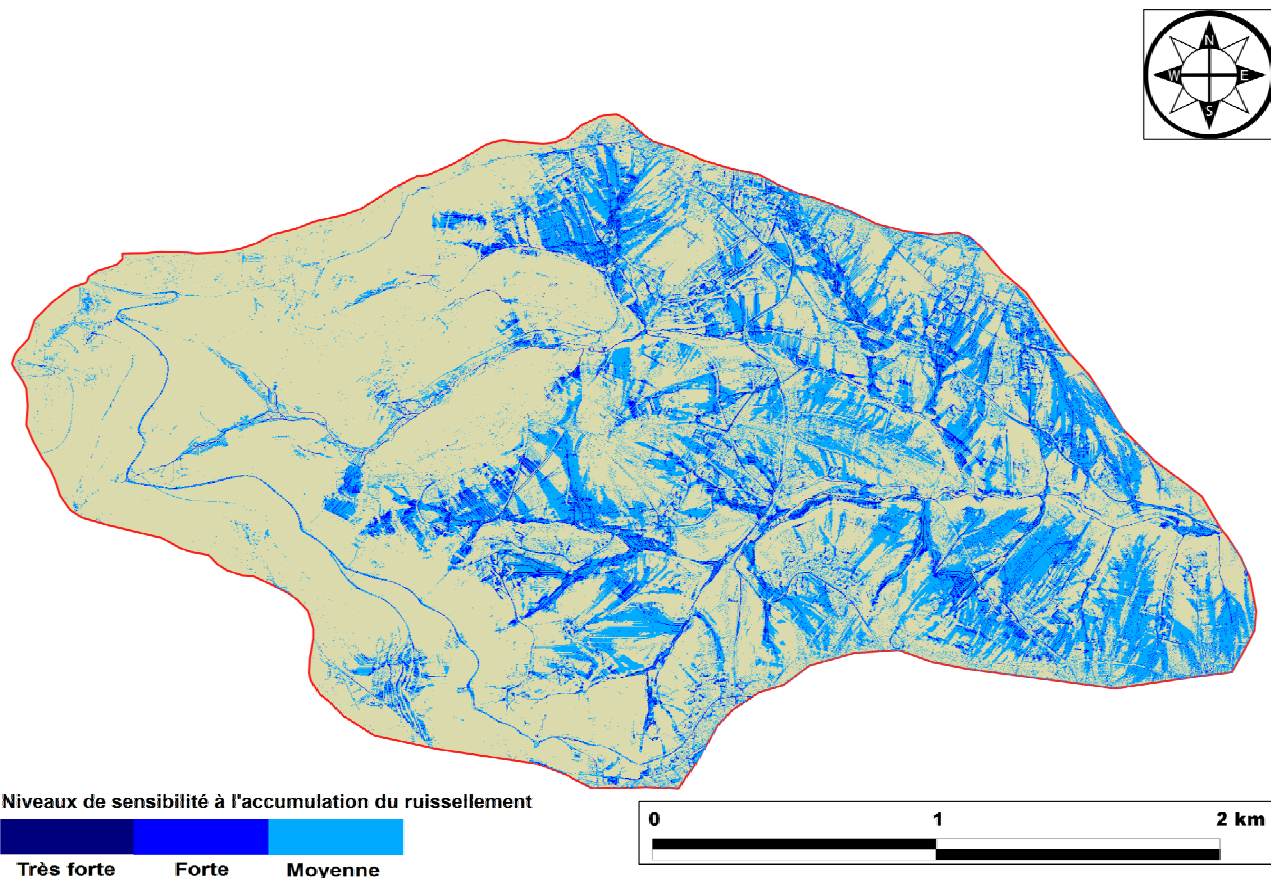 N
W E
S
Niveaux de sensibilité à l'accumulation du ruissellement
Très forte Forte Moyenne
0 1 2 km